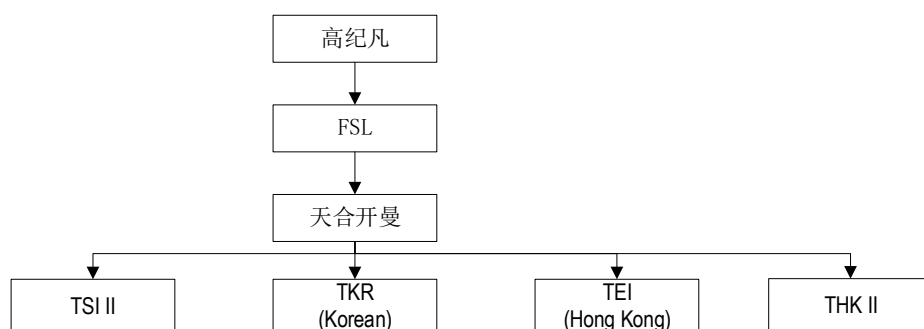 高纪凡
FSL
天合开曼
TSI II
TKR
(Korean)
TEI
(Hong Kong)
THK II